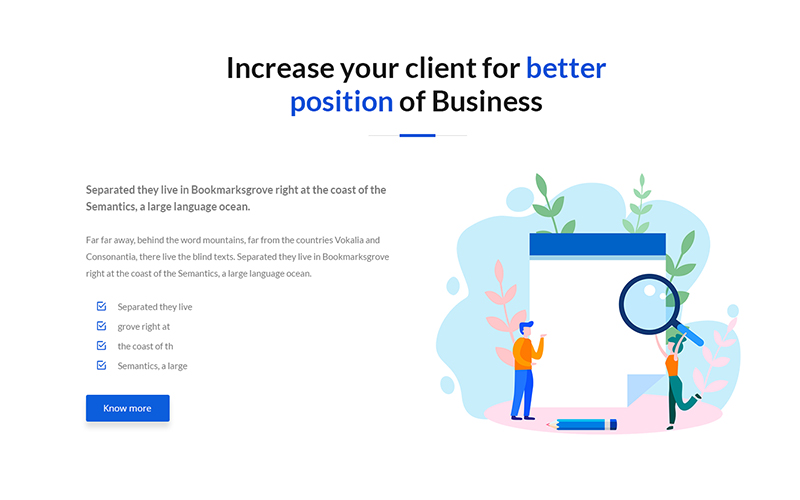 Increase your client for better
position of Business
Separated they live in Bookmarksgrove right at the coast of the
Semantics, a large language ocean.
Far far away, behind the word mountains, far from the countries Vokalia and
Consonantia, there live the blind texts. Separated they live in Bookmarksgrove
right at the coast of the Semantics, a large language ocean.
Separated they live
grove right at
the coast of th
Semantics, a large
Know more